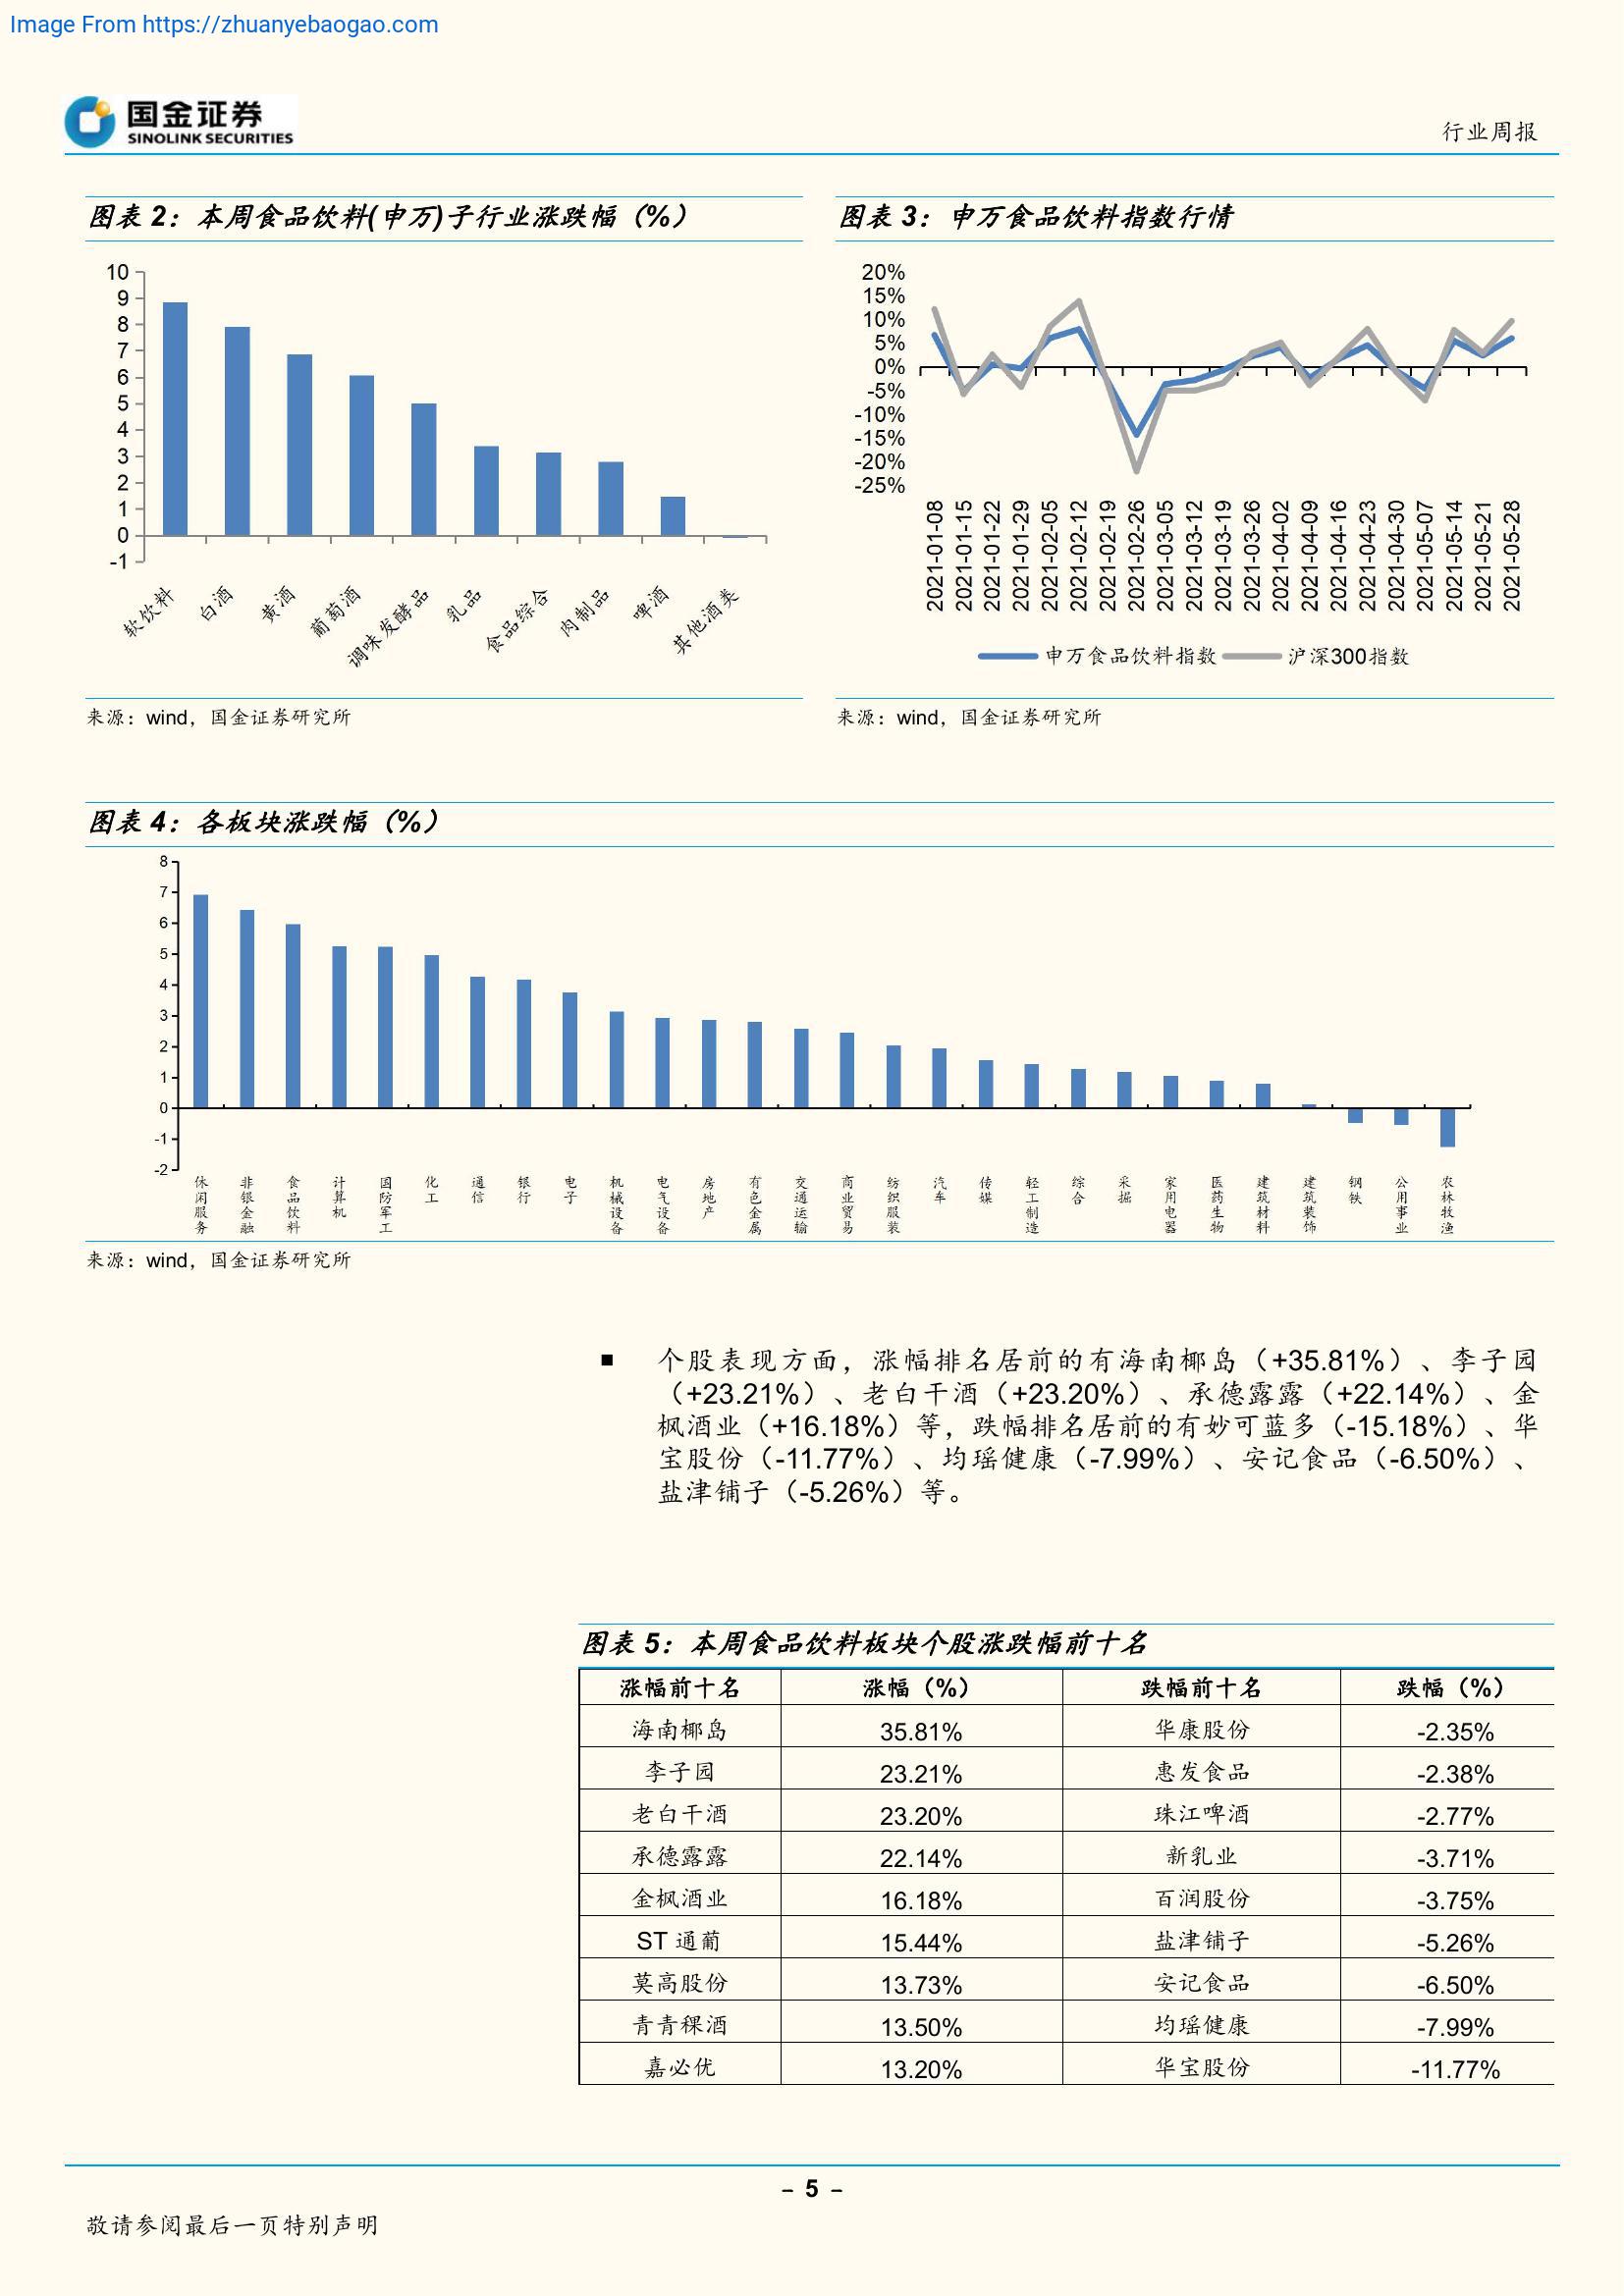 Image From https://zhuanyebaogao.com
国金证券
SINOLINK SECURITIES
行业周报
图表 2：本周食品饮料(申万)子行业涨跌幅（%）
10
9
8
7
6
5
4
3
2
1
0
-1
软饮料
白酒
黄酒
葡萄酒
调味发酵品
乳品
食品综合
肉制品
啤酒
其他酒类
来源：wind，国金证券研究所
图表 3：申万食品饮料指数行情
20%
15%
10%
5%
0%
-5%
-10%
-15%
-20%
-25%
2021-01-08
2021-01-15
2021-01-22
2021-01-29
2021-02-05
2021-02-12
2021-02-19
2021-02-26
2021-03-05
2021-03-12
2021-03-19
2021-03-26
2021-04-02
2021-04-09
2021-04-16
2021-04-23
2021-04-30
2021-05-07
2021-05-14
2021-05-21
2021-05-28
申万食品饮料指数
沪深300指数
来源：wind，国金证券研究所
图表 4：各板块涨跌幅（%）
8
7
6
5
4
3
2
1
0
-1
-2
休闲服务
非银金融
食品饮料
计算机
国防军工
化工
通信
银行
电子
机械设备
电气设备
房地产
有色金属
交通运输
商业贸易
纺织服装
汽车
传媒
轻工制造
综合
采掘
家用电器
医药生物
建筑材料
建筑装饰
钢铁
公用事业
农林牧渔
来源：wind，国金证券研究所
■ 个股表现方面，涨幅排名居前的有海南椰岛（+35.81%）、李子园
（+23.21%）、老白干酒（+23.20%）、承德露露（+22.14%）、金
枫酒业（+16.18%）等，跌幅排名居前的有妙可蓝多（-15.18%）、华
宝股份（-11.77%）、均瑶健康（-7.99%）、安记食品（-6.50%）、
盐津铺子（-5.26%）等。
图表 5：本周食品饮料板块个股涨跌幅前十名
涨幅前十名 涨幅（%） 跌幅前十名 跌幅（%）
海南椰岛 35.81% 华康股份 -2.35%
李子园 23.21% 惠发食品 -2.38%
老白干酒 23.20% 珠江啤酒 -2.77%
承德露露 22.14% 新乳业 -3.71%
金枫酒业 16.18% 百润股份 -3.75%
ST 通葡 15.44% 盐津铺子 -5.26%
莫高股份 13.73% 安记食品 -6.50%
青青稞酒 13.50% 均瑶健康 -7.99%
嘉必优 13.20% 华宝股份 -11.77%
- 5 -
敬请参阅最后一页特别声明